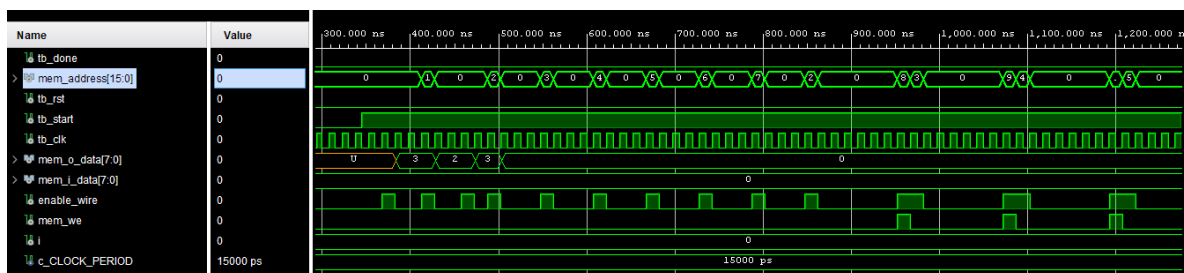 Name Value 300.000 ns 400.000 ns 500.000 ns 600.000 ns 700.000 ns 800.000 ns 900.000 ns 1,000.000 ns 1,100.000 ns 1,200.000 n
tb_done 0
mem_address[15:0] 0 0 1 0 2 0 3 0 4 0 5 0 6 0 7 0 2 0 8 3 0 9 4 0 . 5 0
tb_rst 0
tb_start 0
tb_clk 0
mem_o_data[7:0] 0 U 3 2 3 0
mem_i_data[7:0] 0 0
enable_wire 0
mem_we 0
i 0 0
c_CLOCK_PERIOD 15000 ps 15000 ps